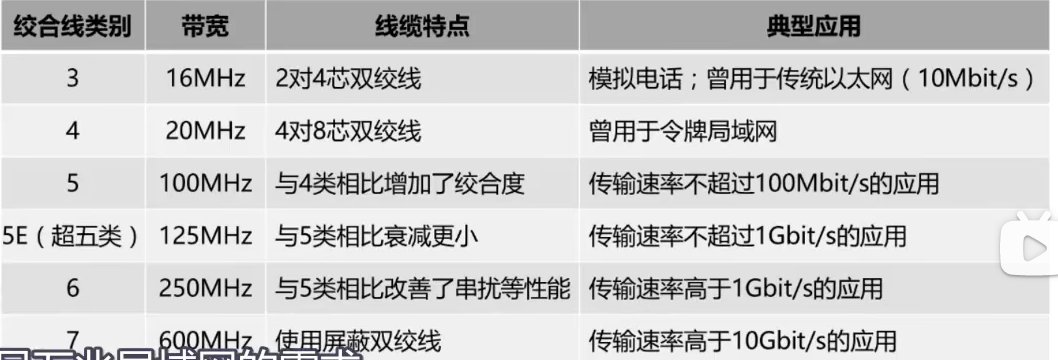 绞合线类别 带宽 线缆特点 典型应用
3 16MHz 2对4芯双绞线 模拟电话；曾用于传统以太网（10Mbit/s）
4 20MHz 4对8芯双绞线 曾用于令牌局域网
5 100MHz 与4类相比增加了绞合度 传输速率不超过100Mbit/s的应用
5E（超五类） 125MHz 与5类相比衰减更小 传输速率不超过1Gbit/s的应用
6 250MHz 与5类相比改善了串扰等性能 传输速率高于1Gbit/s的应用
7 600MHz 使用屏蔽双绞线 传输速率高于10Gbit/s的应用